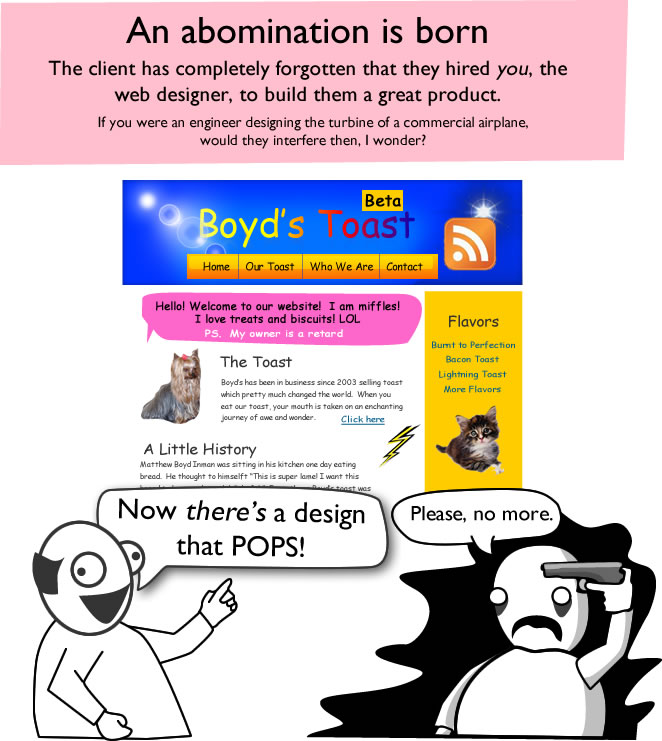 An abomination is born
The client has completely forgotten that they hired you, the
web designer, to build them a great product.
If you were an engineer designing the turbine of a commercial airplane,
would they interfere then, I wonder?
Beta
Boyd's Toast
Home Our Toast Who We Are Contact
Hello! Welcome to our website! I am miffles!
I love treats and biscuits! LOL
PS. My owner is a retard
The Toast
Boyd's has been in business since 2003 selling toast
which pretty much changed the world. When you
eat our toast, your mouth is taken on an enchanting
journey of awe and wonder. Click here
Flavors
Burnt to Perfection
Bacon Toast
Lightning Toast
More Flavors
A Little History
Matthew Boyd Inman was sitting in his kitchen one day eating
bread. He thought to himselft "This is super lame! I want this
toast was
Now there's a design
that POPS!
Please, no more.